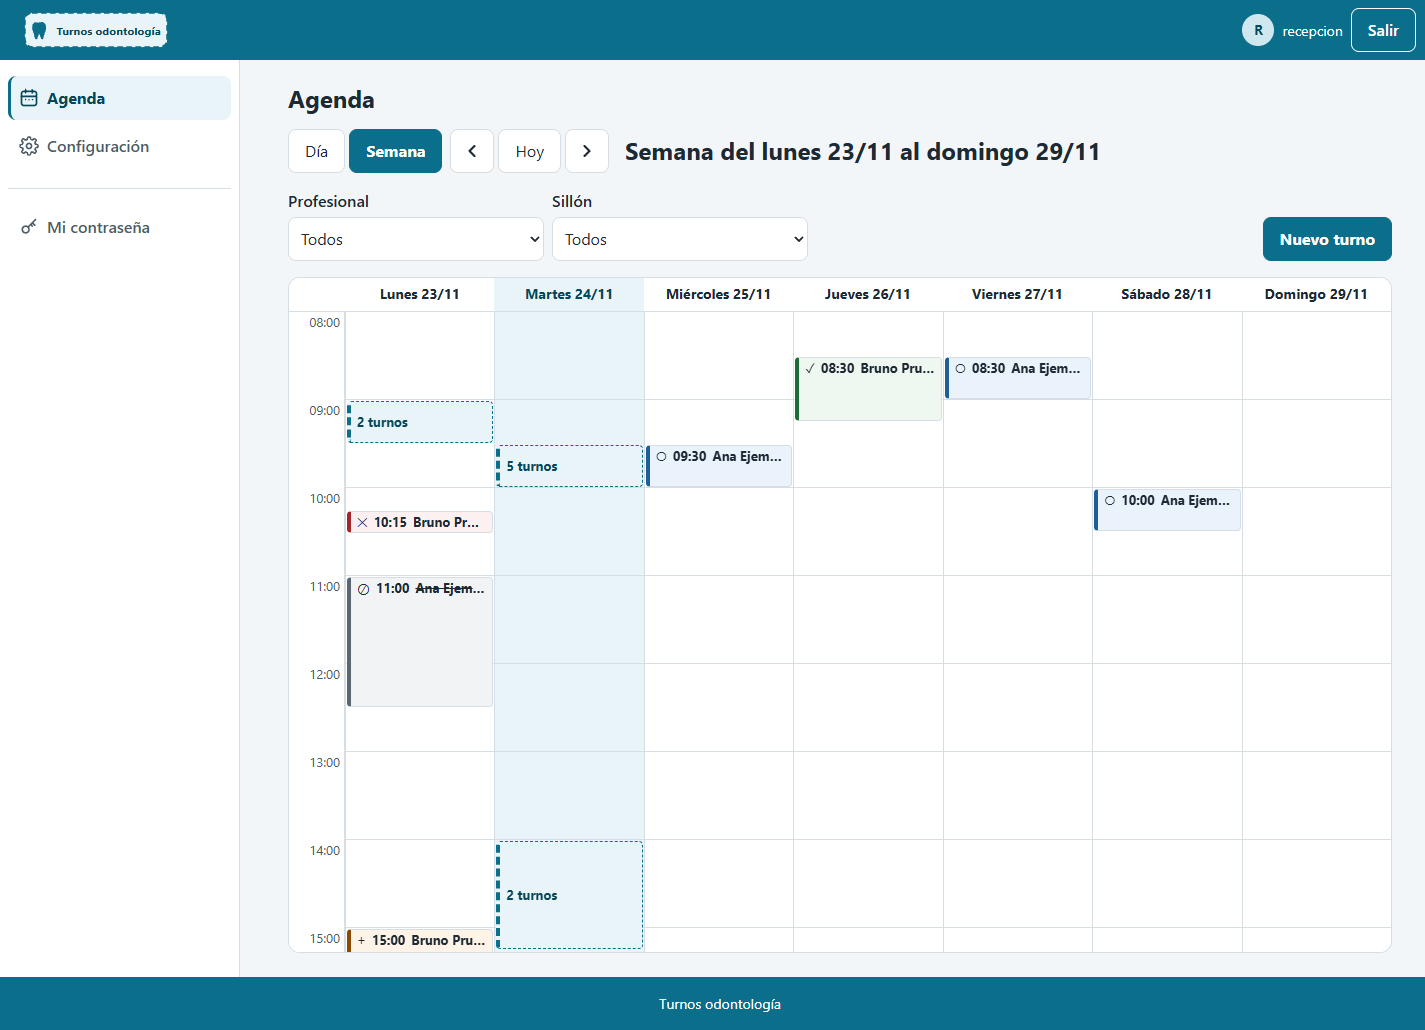 Turnos odontología
R recepcion Salir
Agenda
Configuración
Mi contraseña
Agenda
Día Semana Hoy Semana del lunes 23/11 al domingo 29/11
Profesional Sillón
Todos Todos Nuevo turno
Lunes 23/11 Martes 24/11 Miércoles 25/11 Jueves 26/11 Viernes 27/11 Sábado 28/11 Domingo 29/11
08:00
08:30 Bruno Pru... 08:30 Ana Ejem...
09:00
2 turnos
5 turnos 09:30 Ana Ejem...
10:00
10:00 Ana Ejem...
10:15 Bruno Pr...
11:00
11:00 Ana Ejem...
12:00
13:00
14:00
2 turnos
15:00
15:00 Bruno Pru...
Turnos odontología